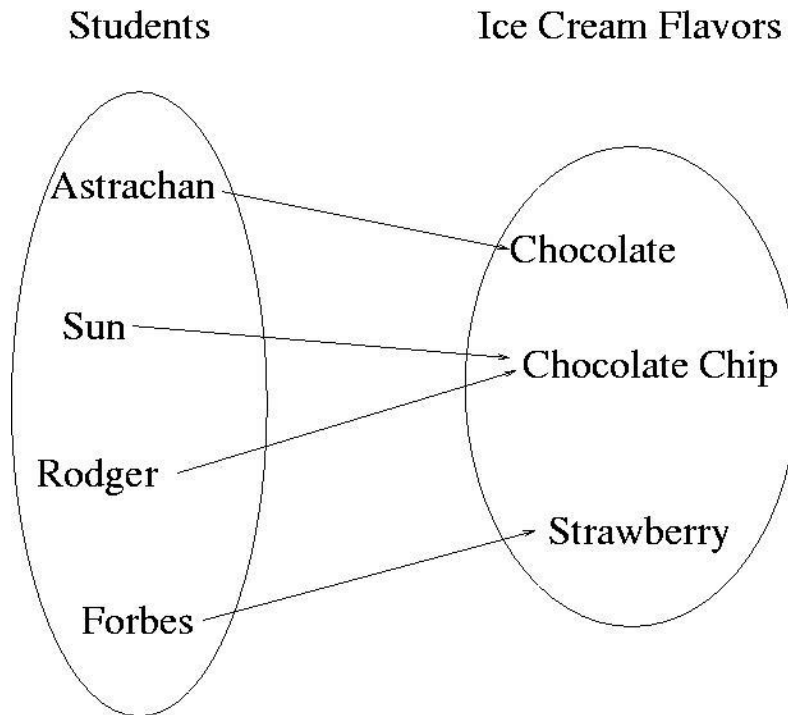 Students
Ice Cream Flavors
Astrachan
Chocolate
Sun
Chocolate Chip
Rodger
Strawberry
Forbes